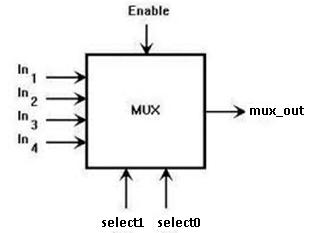 Enable
In1
In2
MUX
mux_out
In3
In4
select1 select0